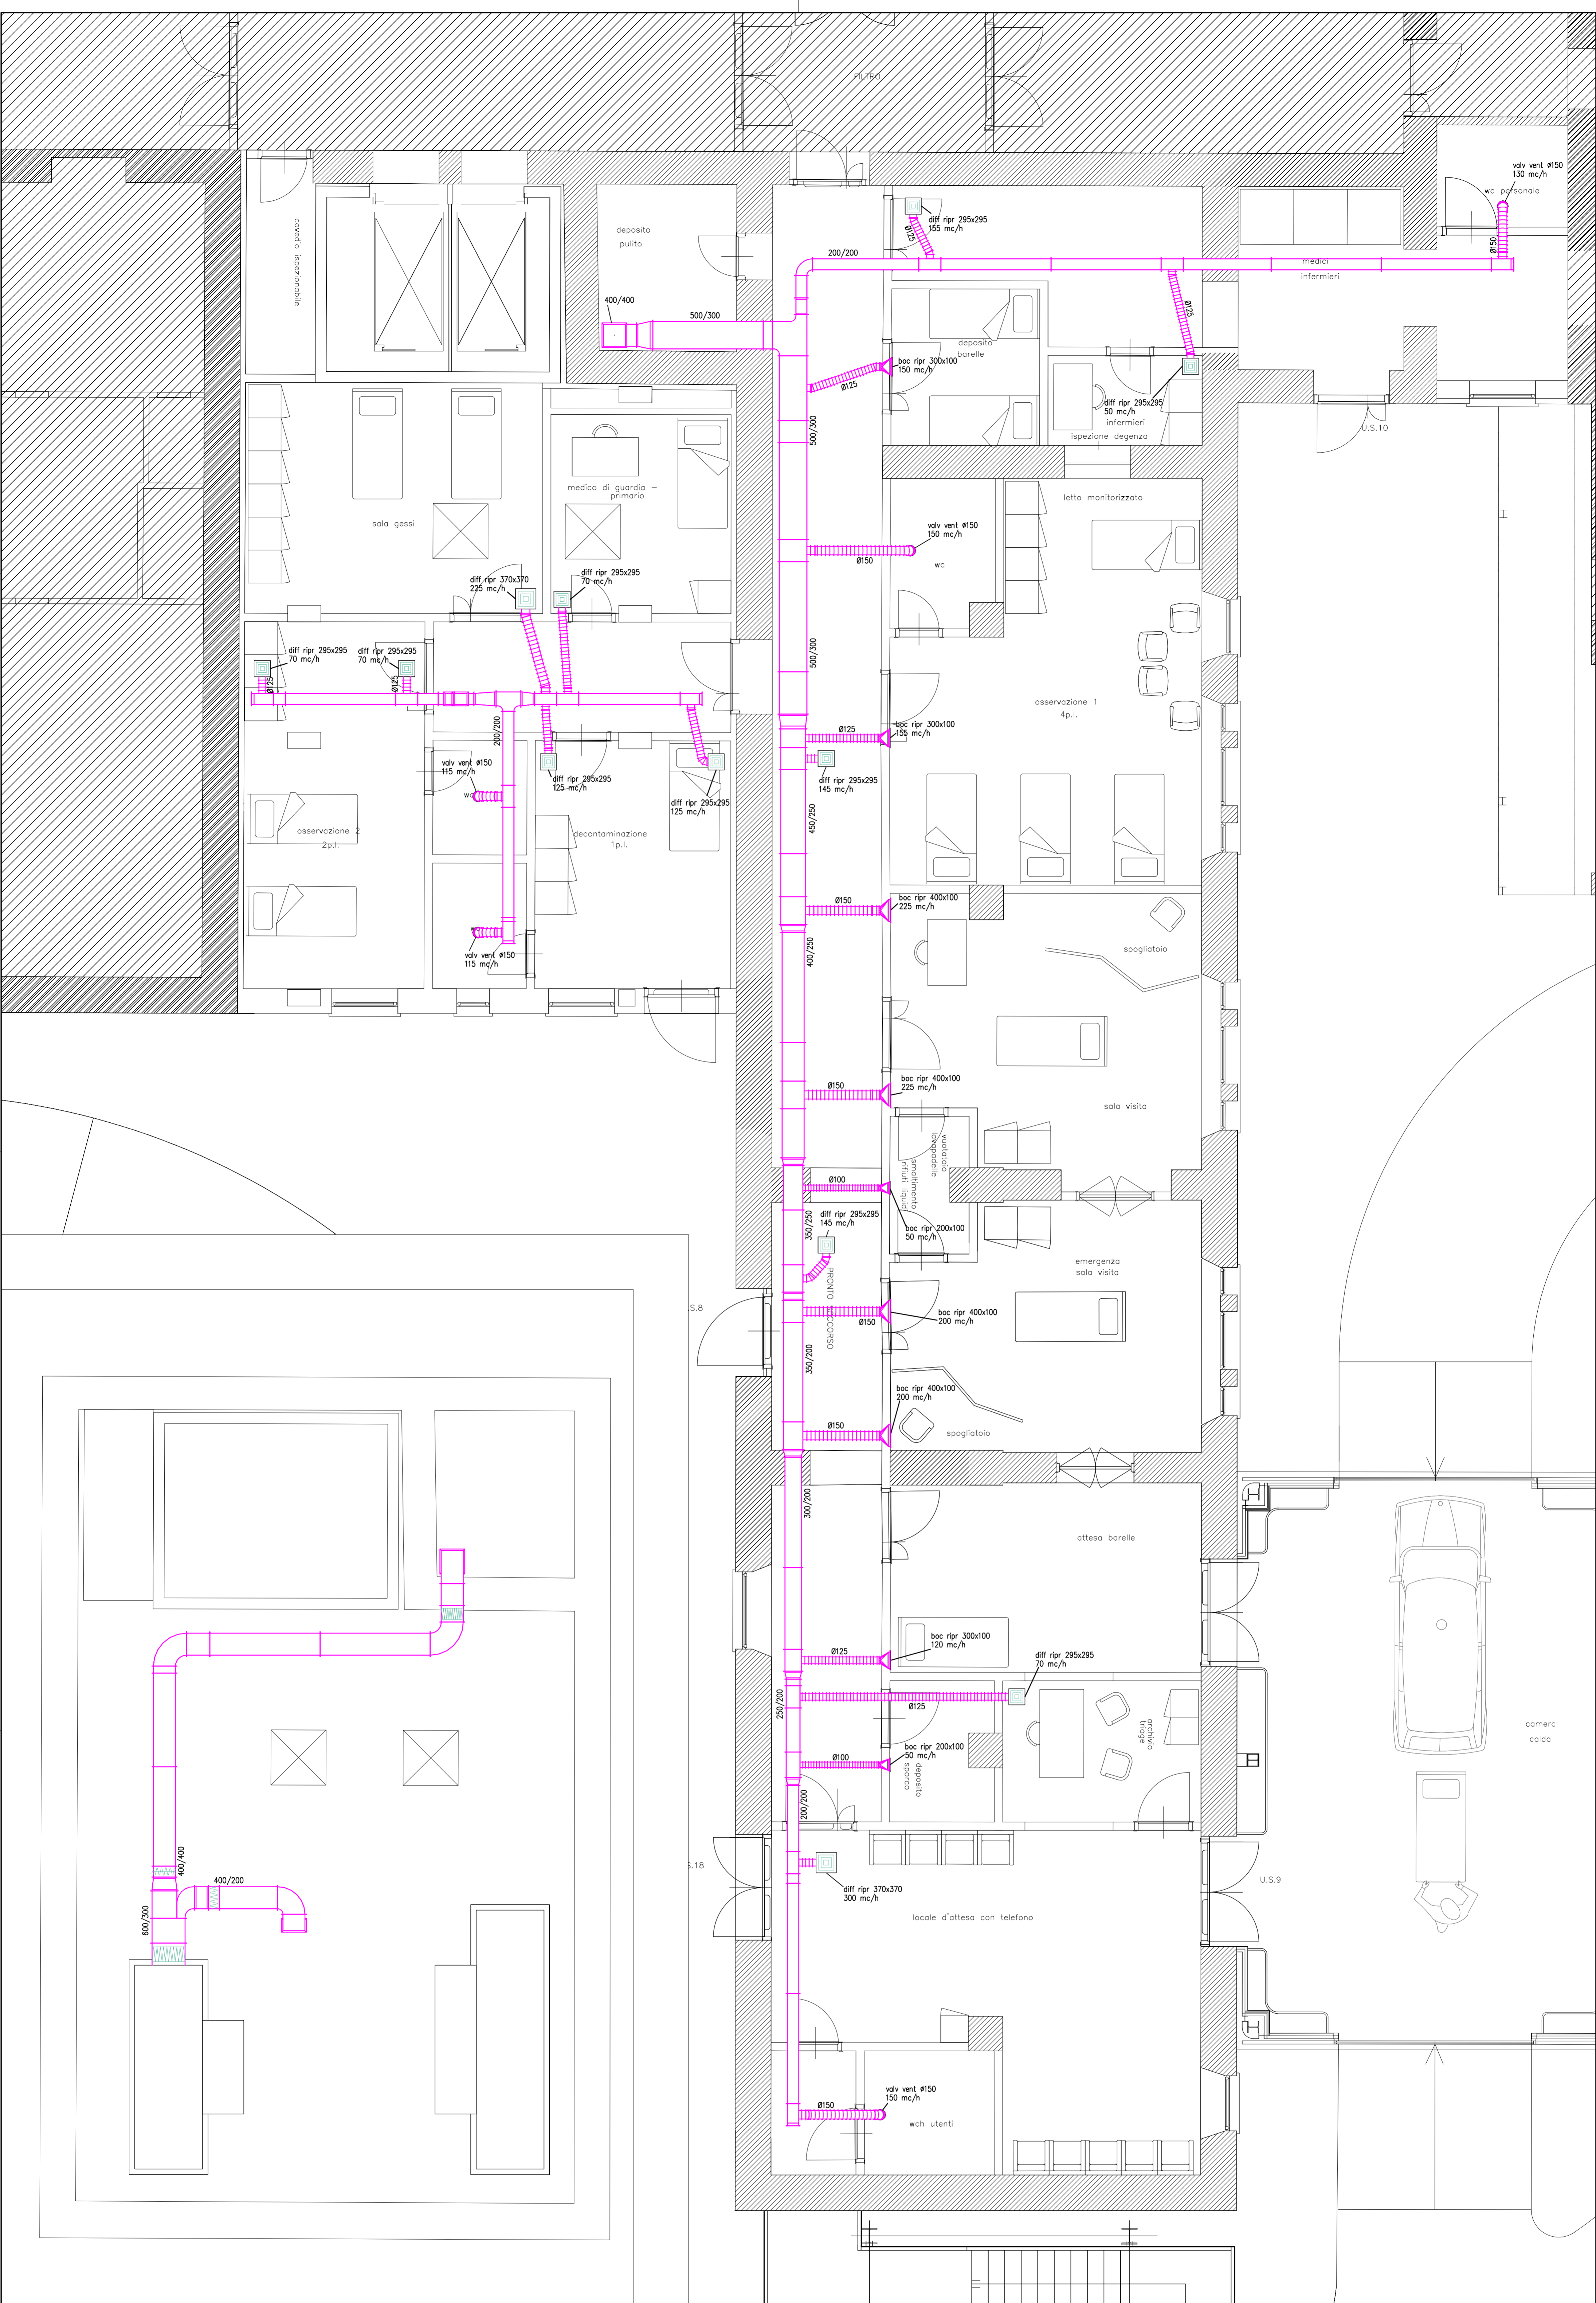 FILTRO
valv vent Ø150
130 mc/h
wc personale
Ø150
cavedio ispezionabile
deposito
pulito
diff ripr 295x295
155 mc/h
Ø125
200/200
medici
infermieri
400/400
500/300
Ø125
deposito
barelle
boc ripr 300x100
150 mc/h
Ø125
diff ripr 295x295
50 mc/h
infermieri
ispezione degenza
U.S.10
500/300
medico di guardia –
primario
sala gessi
letto monitorizzato
valv vent Ø150
150 mc/h
Ø150
wc
diff ripr 370x370
225 mc/h
diff ripr 295x295
70 mc/h
diff ripr 295x295
70 mc/h
diff ripr 295x295
70 mc/h
Ø125
Ø125
500/300
osservazione 1
4p.l.
200/200
boc ripr 300x100
155 mc/h
Ø125
valv vent Ø150
115 mc/h
wc
diff ripr 295x295
125 mc/h
diff ripr 295x295
125 mc/h
diff ripr 295x295
145 mc/h
450/250
osservazione 2
2p.l.
decontaminazione
1p.l.
boc ripr 400x100
225 mc/h
Ø150
valv vent Ø150
115 mc/h
400/250
spogliatoio
boc ripr 400x100
225 mc/h
Ø150
sala visita
vuotatoio
lavapadelle
smaltimento
rifiuti liquidi
Ø100
diff ripr 295x295
145 mc/h
350/250
boc ripr 200x100
50 mc/h
emergenza
sala visita
PRONTO SOCCORSO
.S.8
boc ripr 400x100
200 mc/h
Ø150
350/200
boc ripr 400x100
200 mc/h
Ø150
spogliatoio
300/200
attesa barelle
boc ripr 300x100
120 mc/h
Ø125
diff ripr 295x295
70 mc/h
250/200
Ø125
archivio
triage
camera
calda
boc ripr 200x100
50 mc/h
Ø100
deposito
sporco
200/200
400/400
400/200
600/300
S.18
diff ripr 370x370
300 mc/h
U.S.9
locale d'attesa con telefono
valv vent Ø150
150 mc/h
Ø150
wch utenti